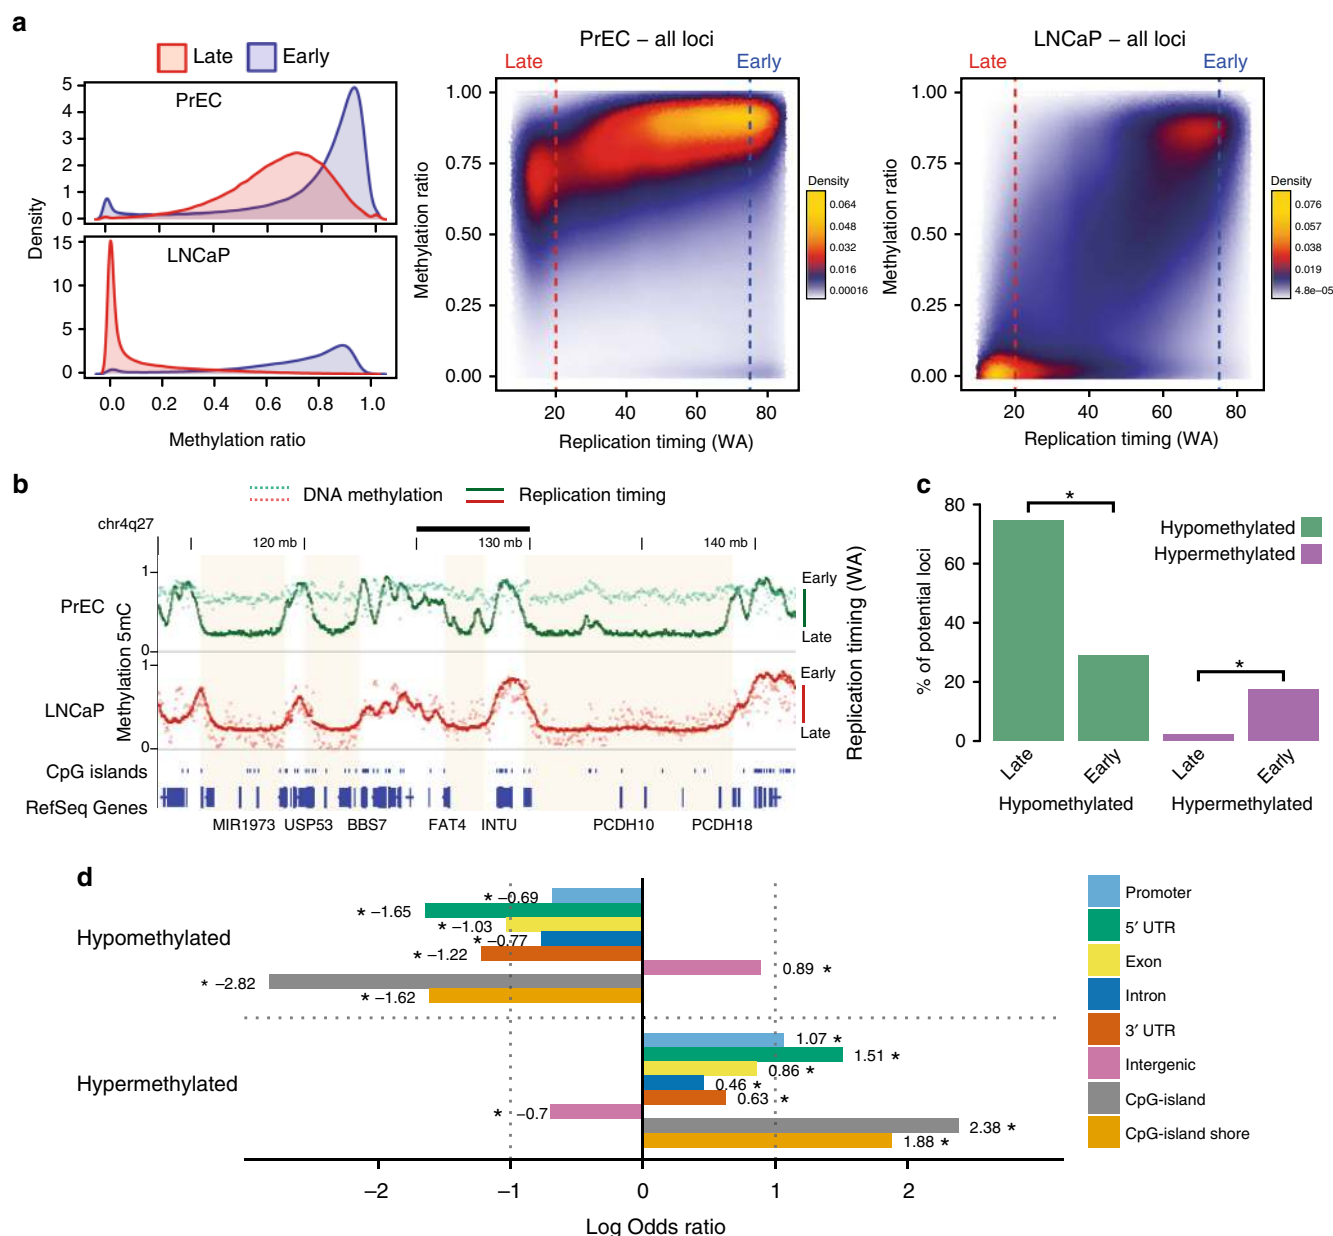 a
Late
Early
PrEC
5
4
3
2
1
0
LNCaP
15
10
5
0
Density
0.0
0.2
0.4
0.6
0.8
1.0
Methylation ratio
PrEC – all loci
Late
Early
1.00
0.75
0.50
0.25
0.00
Methylation ratio
20
40
60
80
Replication timing (WA)
Density
0.064
0.048
0.032
0.016
0.00016
LNCaP – all loci
Late
Early
1.00
0.75
0.50
0.25
0.00
Methylation ratio
20
40
60
80
Replication timing (WA)
Density
0.076
0.057
0.038
0.019
4.8e–05
b
DNA methylation
Replication timing
chr4q27
120 mb
130 mb
140 mb
PrEC
LNCaP
Methylation 5mC
1
0
1
0
Early
Late
Early
Late
Replication timing (WA)
CpG islands
RefSeq Genes
MIR1973
USP53
BBS7
FAT4
INTU
PCDH10
PCDH18
c
80
60
40
20
0
% of potential loci
*
*
Hypomethylated
Hypermethylated
Late
Early
Late
Early
Hypomethylated
Hypermethylated
d
Hypomethylated
* –0.69
* –1.65
* –1.03
* –0.77
* –1.22
0.89 *
* –2.82
* –1.62
Hypermethylated
1.07 *
1.51 *
0.86 *
0.46 *
0.63 *
* –0.7
2.38 *
1.88 *
–2
–1
0
1
2
Log Odds ratio
Promoter
5′ UTR
Exon
Intron
3′ UTR
Intergenic
CpG-island
CpG-island shore